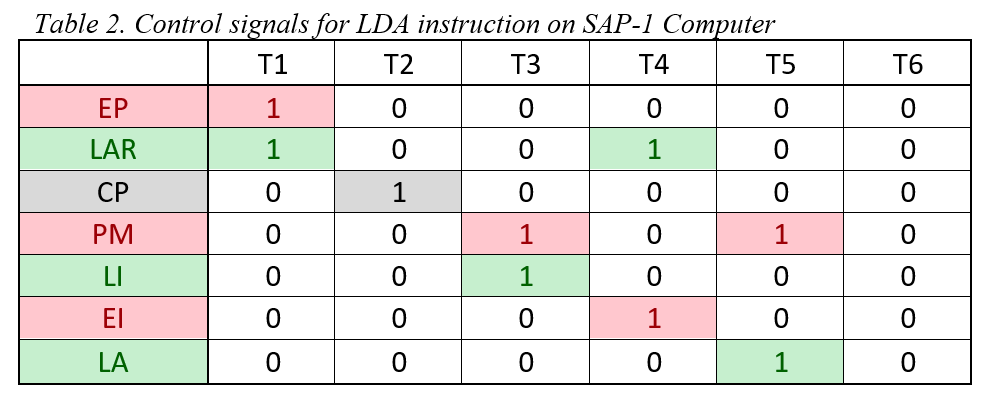 Table 2. Control signals for LDA instruction on SAP-1 Computer
T1 T2 T3 T4 T5 T6
EP 1 0 0 0 0 0
LAR 1 0 0 1 0 0
CP 0 1 0 0 0 0
PM 0 0 1 0 1 0
LI 0 0 1 0 0 0
EI 0 0 0 1 0 0
LA 0 0 0 0 1 0